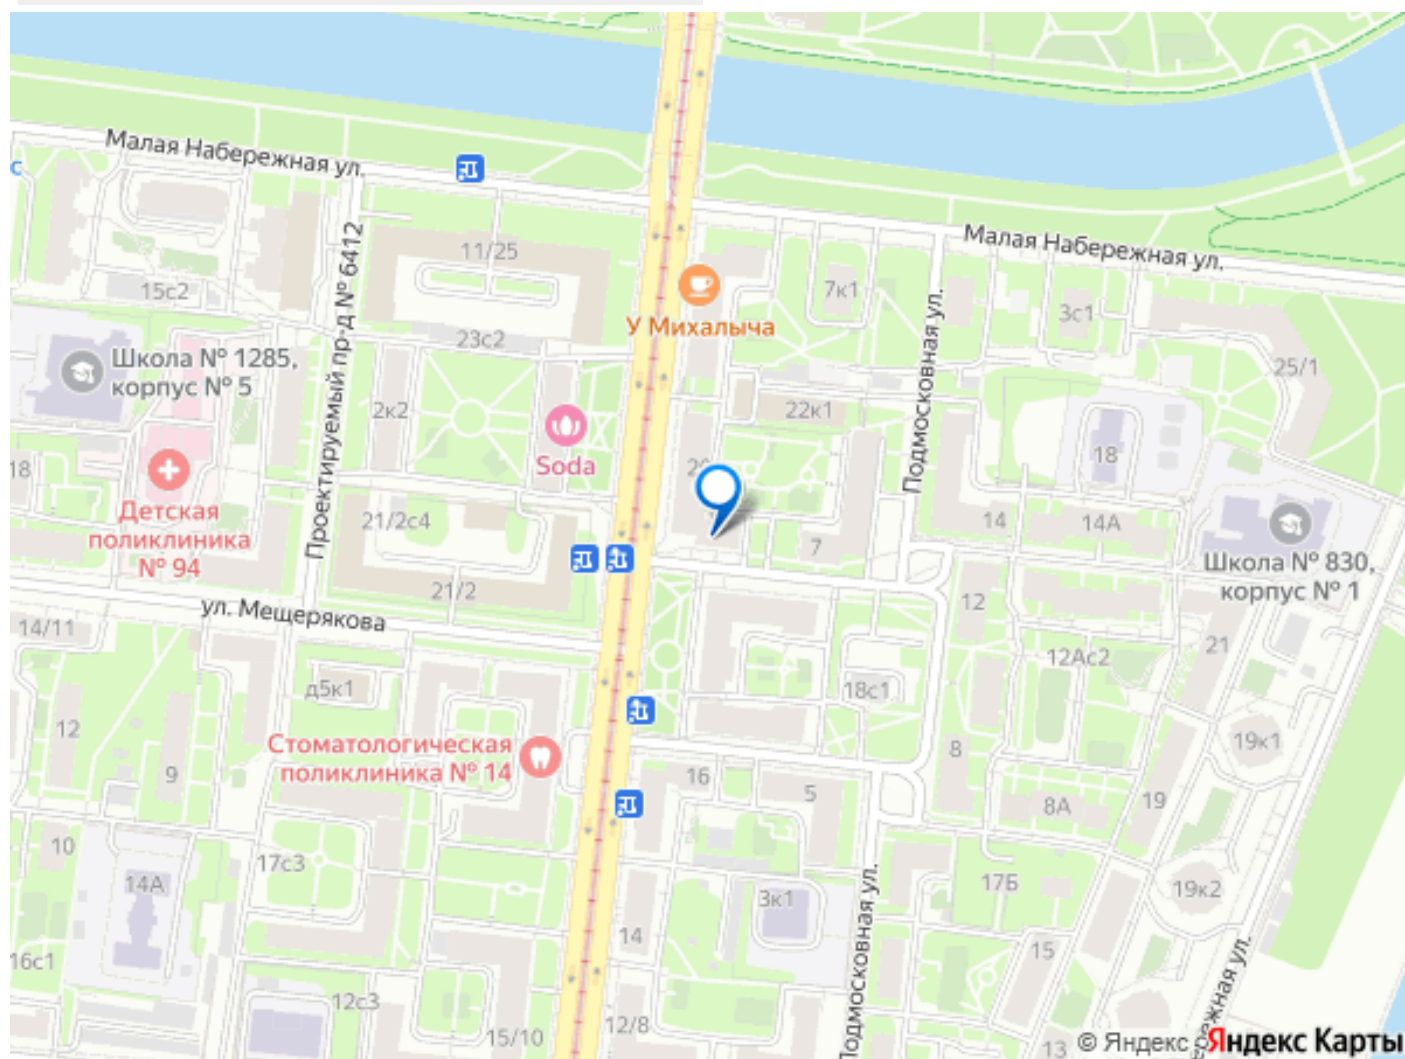 Малая Набережная ул.
с
11/25
Малая Набережная ул.
15с2
7к1
3с1
У Михалыча
23с2
Школа № 1285,
корпус № 5
Проектируемый пр-д № 6412
Подмосковная ул.
25/1
2к2
22к1
Soda
18
20
18
Детская
поликлиника
№ 94
21/2с4
14
14А
7
Школа № 830,
корпус № 1
21/2
ул. Мещерякова
12
14/11
21
12Ас2
д5к1
18с1
12
19к1
Стоматологическая
поликлиника № 14
8
9
16
5
8А
19
10
17с3
14А
3к1
17Б
19к2
Подмосковная ул.
14
15
16с1
12с3
12/8
15/10
13
ережная ул.
© Яндекс
Яндекс Карты